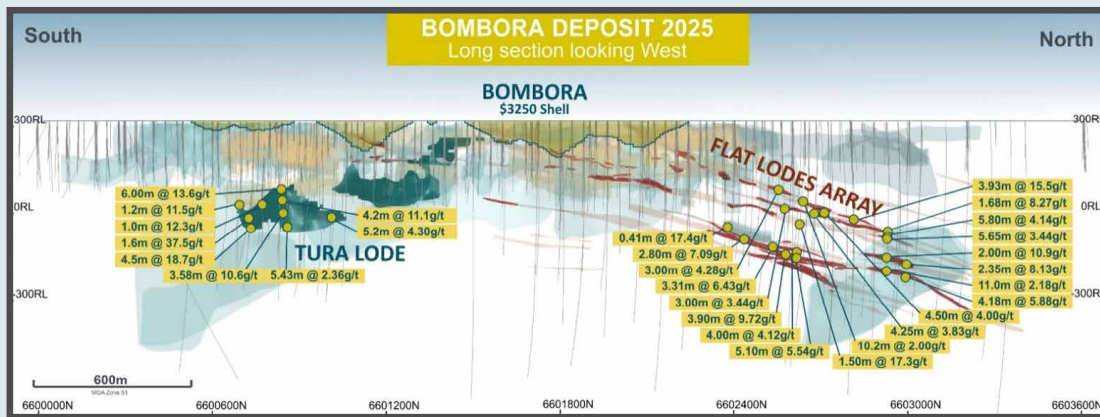 South
BOMBORA DEPOSIT 2025
Long section looking West
North
BOMBORA
$3250 Shell
300RL
300RL
FLAT LODES ARRAY
6.00m @ 13.6g/t
1.2m @ 11.5g/t
1.0m @ 12.3g/t
1.6m @ 37.5g/t
4.5m @ 18.7g/t
3.58m @ 10.6g/t
5.43m @ 2.36g/t
4.2m @ 11.1g/t
5.2m @ 4.30g/t
TURA LODE
0RL
0RL
0.41m @ 17.4g/t
2.80m @ 7.09g/t
3.00m @ 4.28g/t
3.31m @ 6.43g/t
3.00m @ 3.44g/t
3.90m @ 9.72g/t
4.00m @ 4.12g/t
5.10m @ 5.54g/t
3.93m @ 15.5g/t
1.68m @ 8.27g/t
5.80m @ 4.14g/t
5.65m @ 3.44g/t
2.00m @ 10.9g/t
2.35m @ 8.13g/t
11.0m @ 2.18g/t
4.18m @ 5.88g/t
4.50m @ 4.00g/t
4.25m @ 3.83g/t
10.2m @ 2.00g/t
1.50m @ 17.3g/t
-300RL
-300RL
600m
MGA Zone 51
6600000N
6600600N
6601200N
6601800N
6602400N
6603000N
6603600N